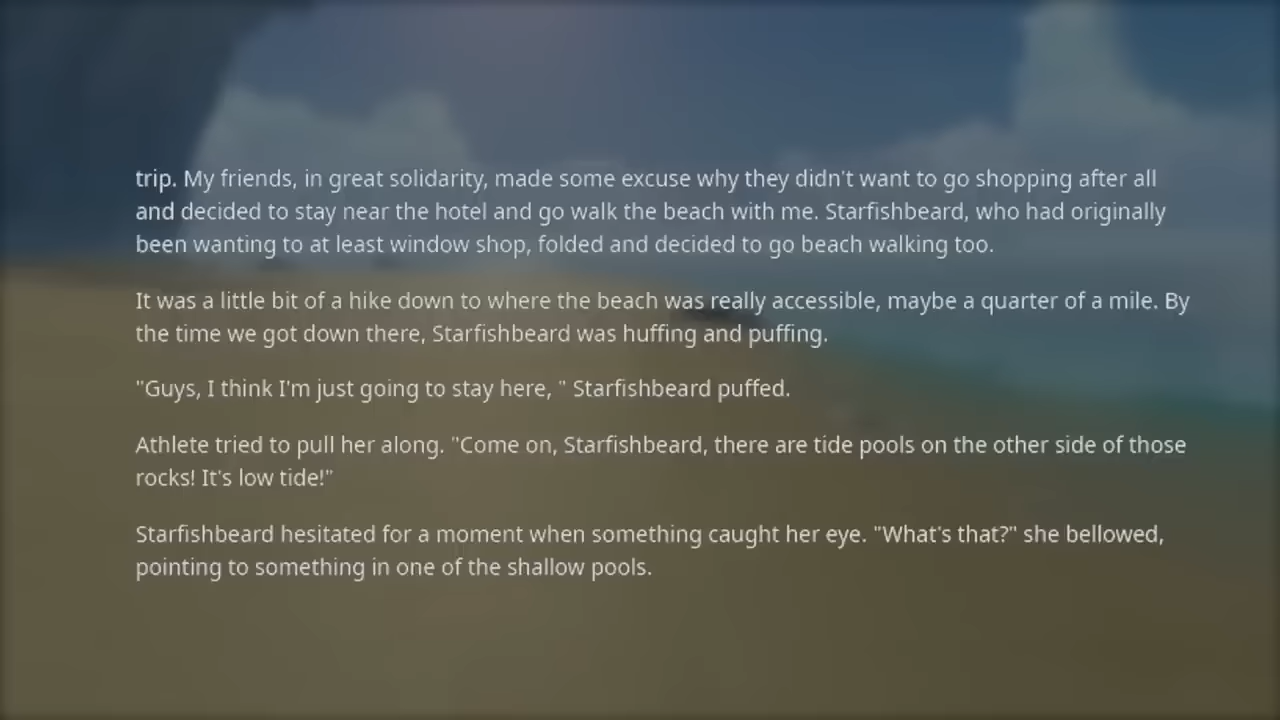 trip. My friends, in great solidarity, made some excuse why they didn't want to go shopping after all
and decided to stay near the hotel and go walk the beach with me. Starfishbeard, who had originally
been wanting to at least window shop, folded and decided to go beach walking too.
It was a little bit of a hike down to where the beach was really accessible, maybe a quarter of a mile. By
the time we got down there, Starfishbeard was huffing and puffing.
"Guys, I think I'm just going to stay here, " Starfishbeard puffed.
Athlete tried to pull her along. "Come on, Starfishbeard, there are tide pools on the other side of those
rocks! It's low tide!"
Starfishbeard hesitated for a moment when something caught her eye. "What's that?" she bellowed,
pointing to something in one of the shallow pools.